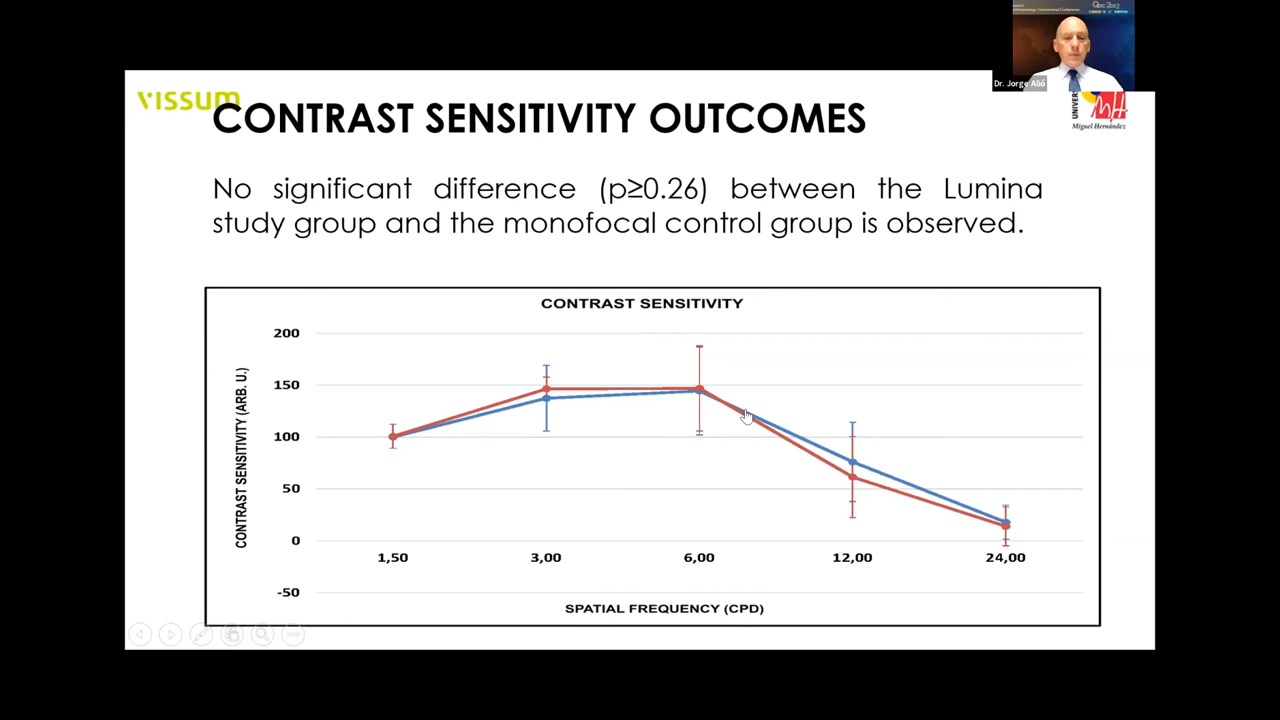 Dr. Jorge Alió
vissum
UNIVER
MH
Miguel Hernández
CONTRAST SENSITIVITY OUTCOMES
No significant difference (p≥0.26) between the Lumina
study group and the monofocal control group is observed.
CONTRAST SENSITIVITY
CONTRAST SENSITIVITY (ARB. U.)
200
150
100
50
0
-50
1,50 3,00 6,00 12,00 24,00
SPATIAL FREQUENCY (CPD)